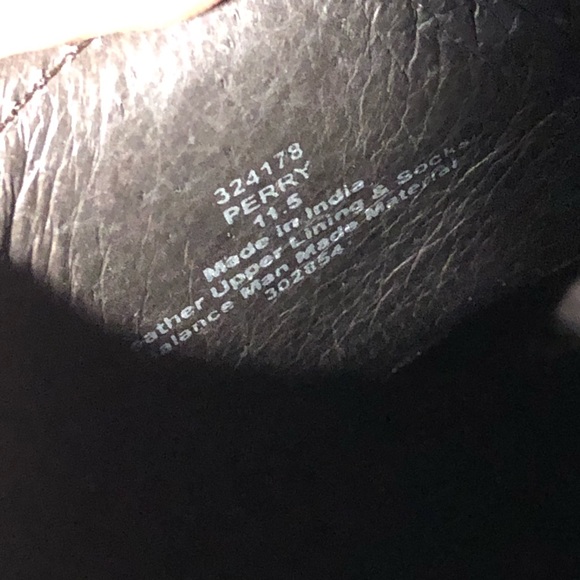 324178
PERRY
11.5
Made in India
eather Upper Lining & Socks
alance Man Made Material
302854